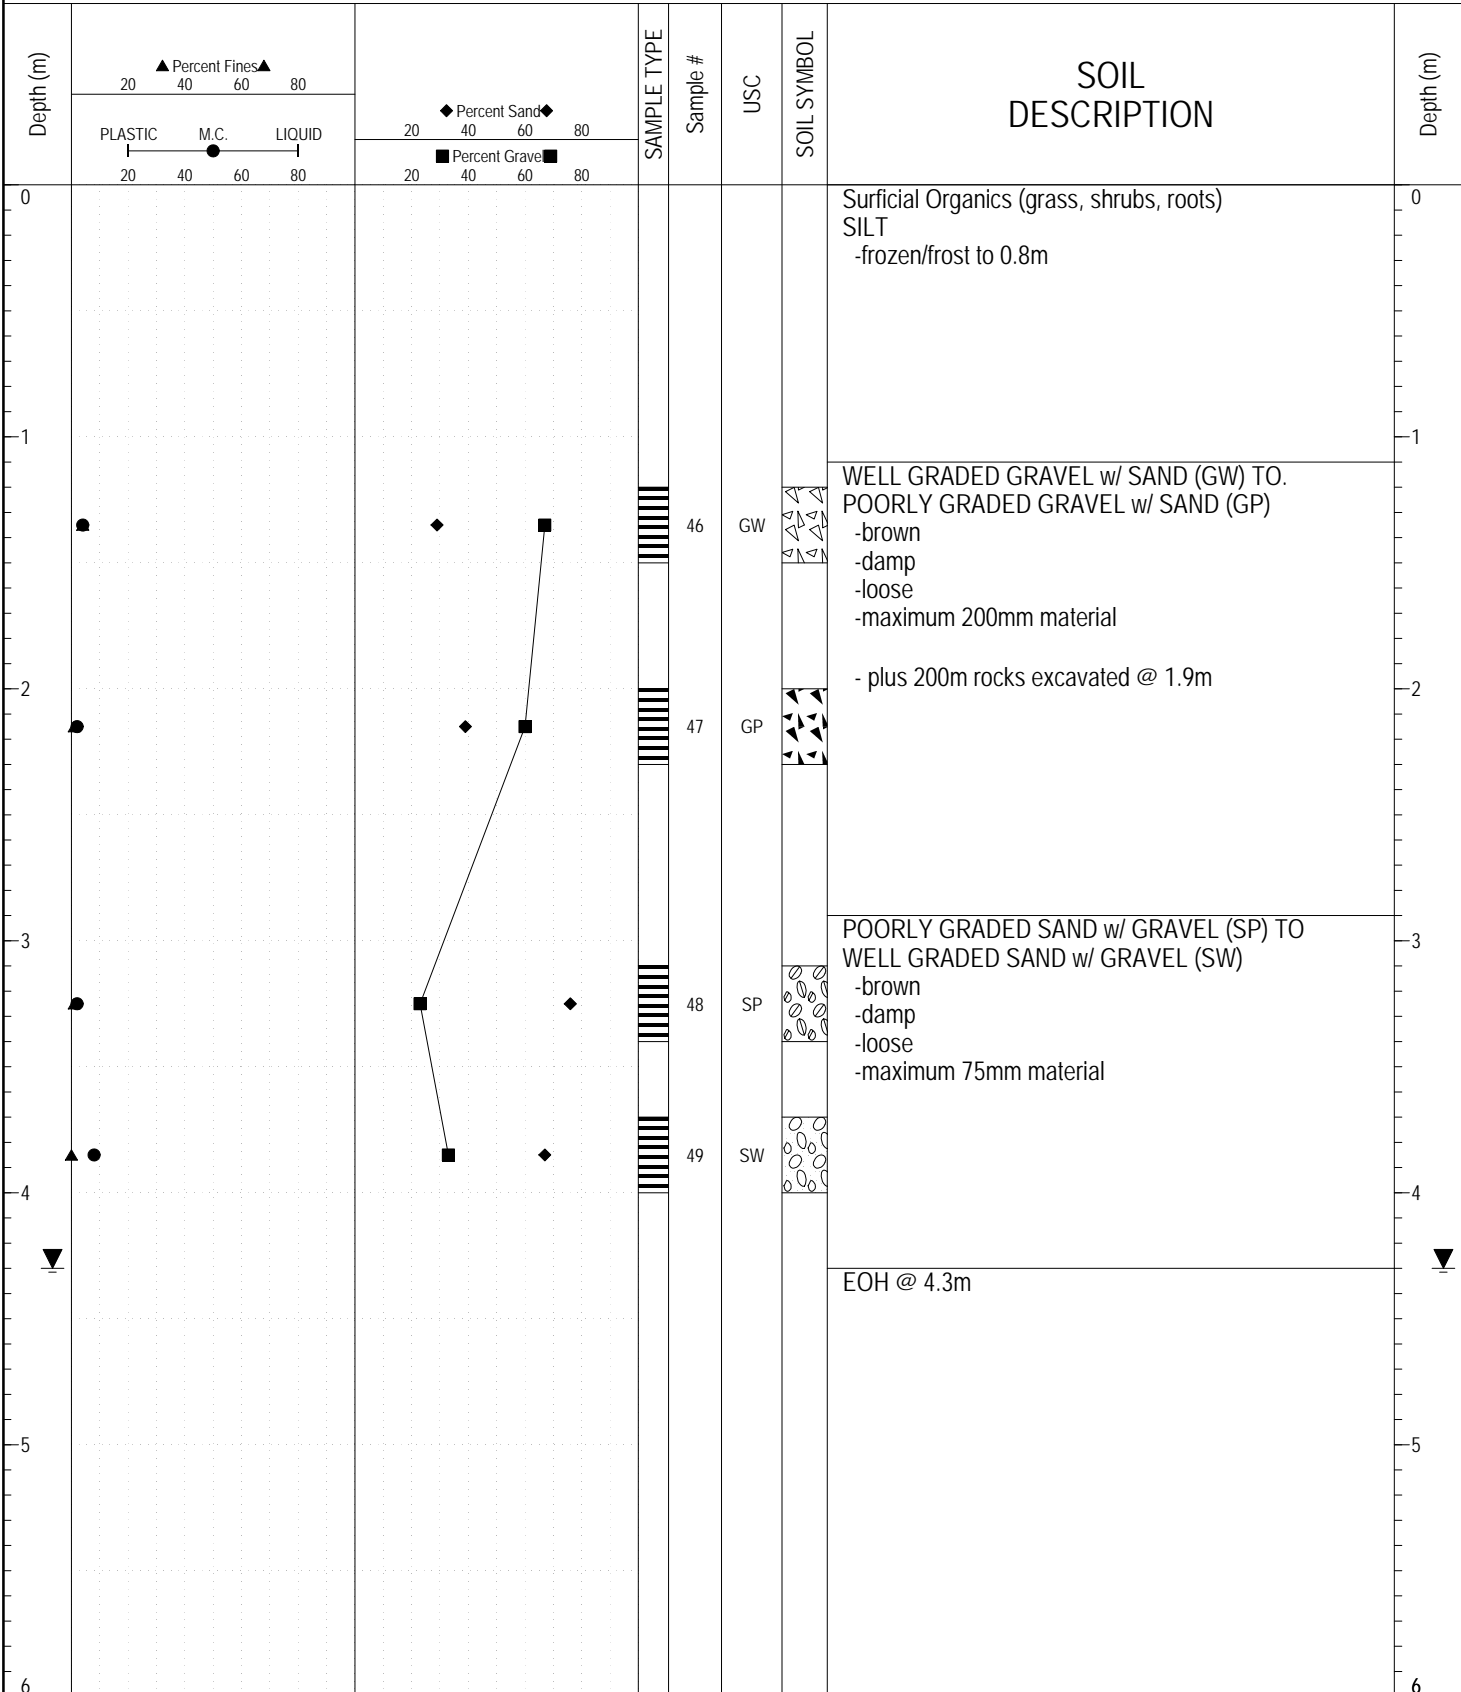 Depth (m)
▲ Percent Fines▲
20 40 60 80
PLASTIC M.C. LIQUID
20 40 60 80
◆ Percent Sand◆
20 40 60 80
■ Percent Gravel■
20 40 60 80
SAMPLE TYPE
Sample #
USC
SOIL SYMBOL
SOIL
DESCRIPTION
Depth (m)
0 Surficial Organics (grass, shrubs, roots) 0
SILT
-frozen/frost to 0.8m
1 1
WELL GRADED GRAVEL w/ SAND (GW) TO.
POORLY GRADED GRAVEL w/ SAND (GP)
46 GW -brown
-damp
-loose
-maximum 200mm material
- plus 200m rocks excavated @ 1.9m
2 2
47 GP
POORLY GRADED SAND w/ GRAVEL (SP) TO
3 3
WELL GRADED SAND w/ GRAVEL (SW)
-brown
48 SP -damp
-loose
-maximum 75mm material
49 SW
4 4
EOH @ 4.3m
5 5
6 6